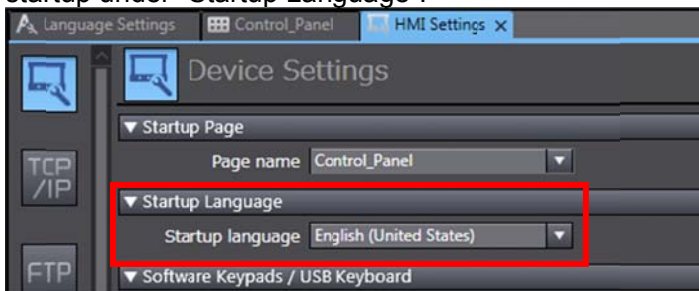 startup under Startup Language .
Language Settings Control_Panel HMI Settings ×
Device Settings
▼ Startup Page
Page name Control_Panel
TCP
/IP
▼ Startup Language
Startup language English (United States)
FTP
▼ Software Keypads / USB Keyboard